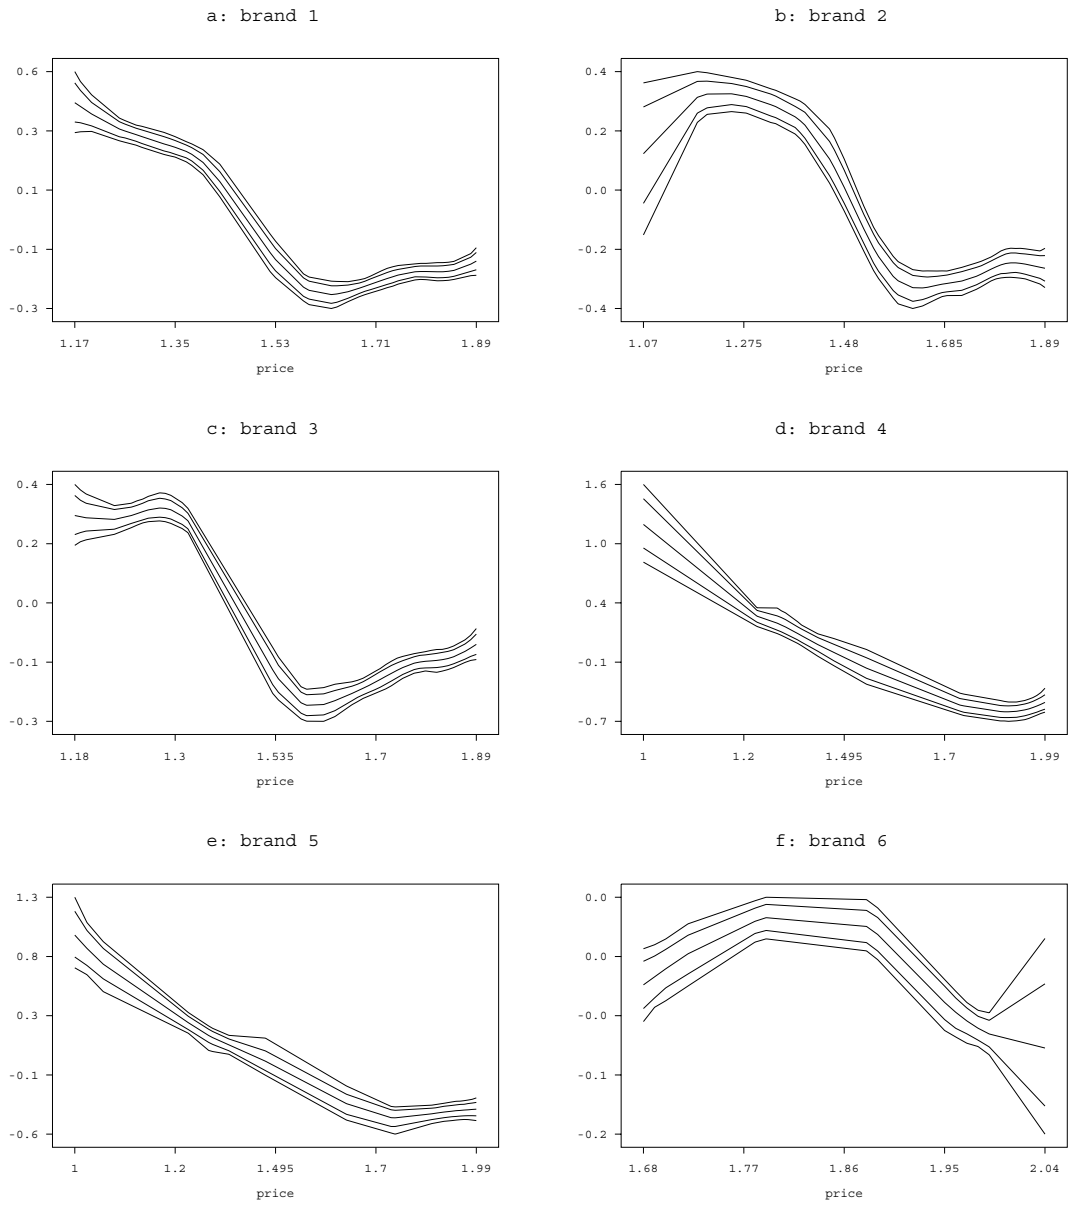 a: brand 1
0.6
0.3
0.1
-0.1
-0.3
1.17 1.35 1.53 1.71 1.89
price
b: brand 2
0.4
0.2
0.0
-0.2
-0.4
1.07 1.275 1.48 1.685 1.89
price
c: brand 3
0.4
0.2
0.0
-0.1
-0.3
1.18 1.3 1.535 1.7 1.89
price
d: brand 4
1.6
1.0
0.4
-0.1
-0.7
1 1.2 1.495 1.7 1.99
price
e: brand 5
1.3
0.8
0.3
-0.1
-0.6
1 1.2 1.495 1.7 1.99
price
f: brand 6
0.0
0.0
-0.0
-0.1
-0.2
1.68 1.77 1.86 1.95 2.04
price